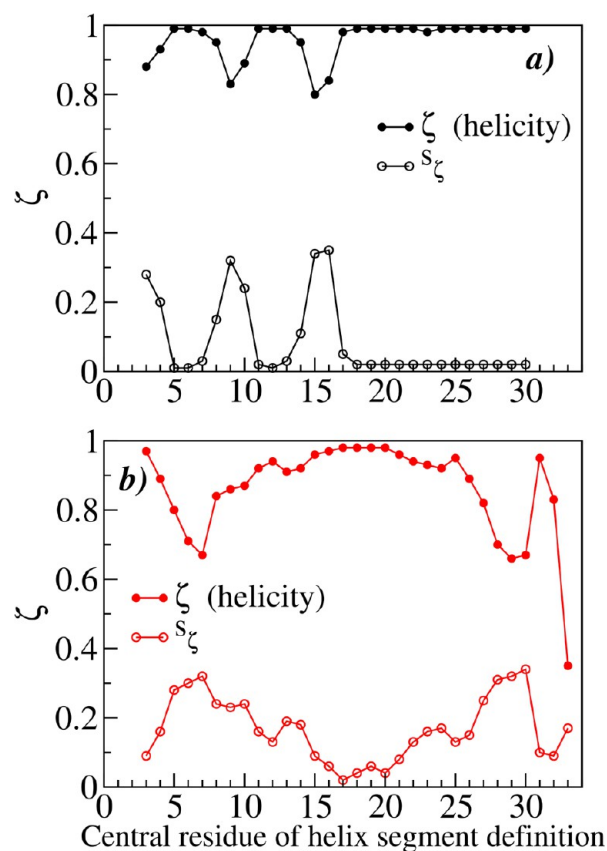 1
a)
0.8
ζ (helicity)
s ζ
0.6
ζ
0.4
0.2
0
0 5 10 15 20 25 30
1
b)
0.8
0.6
ζ
ζ (helicity)
s ζ
0.4
0.2
0
0 5 10 15 20 25 30
Central residue of helix segment definition